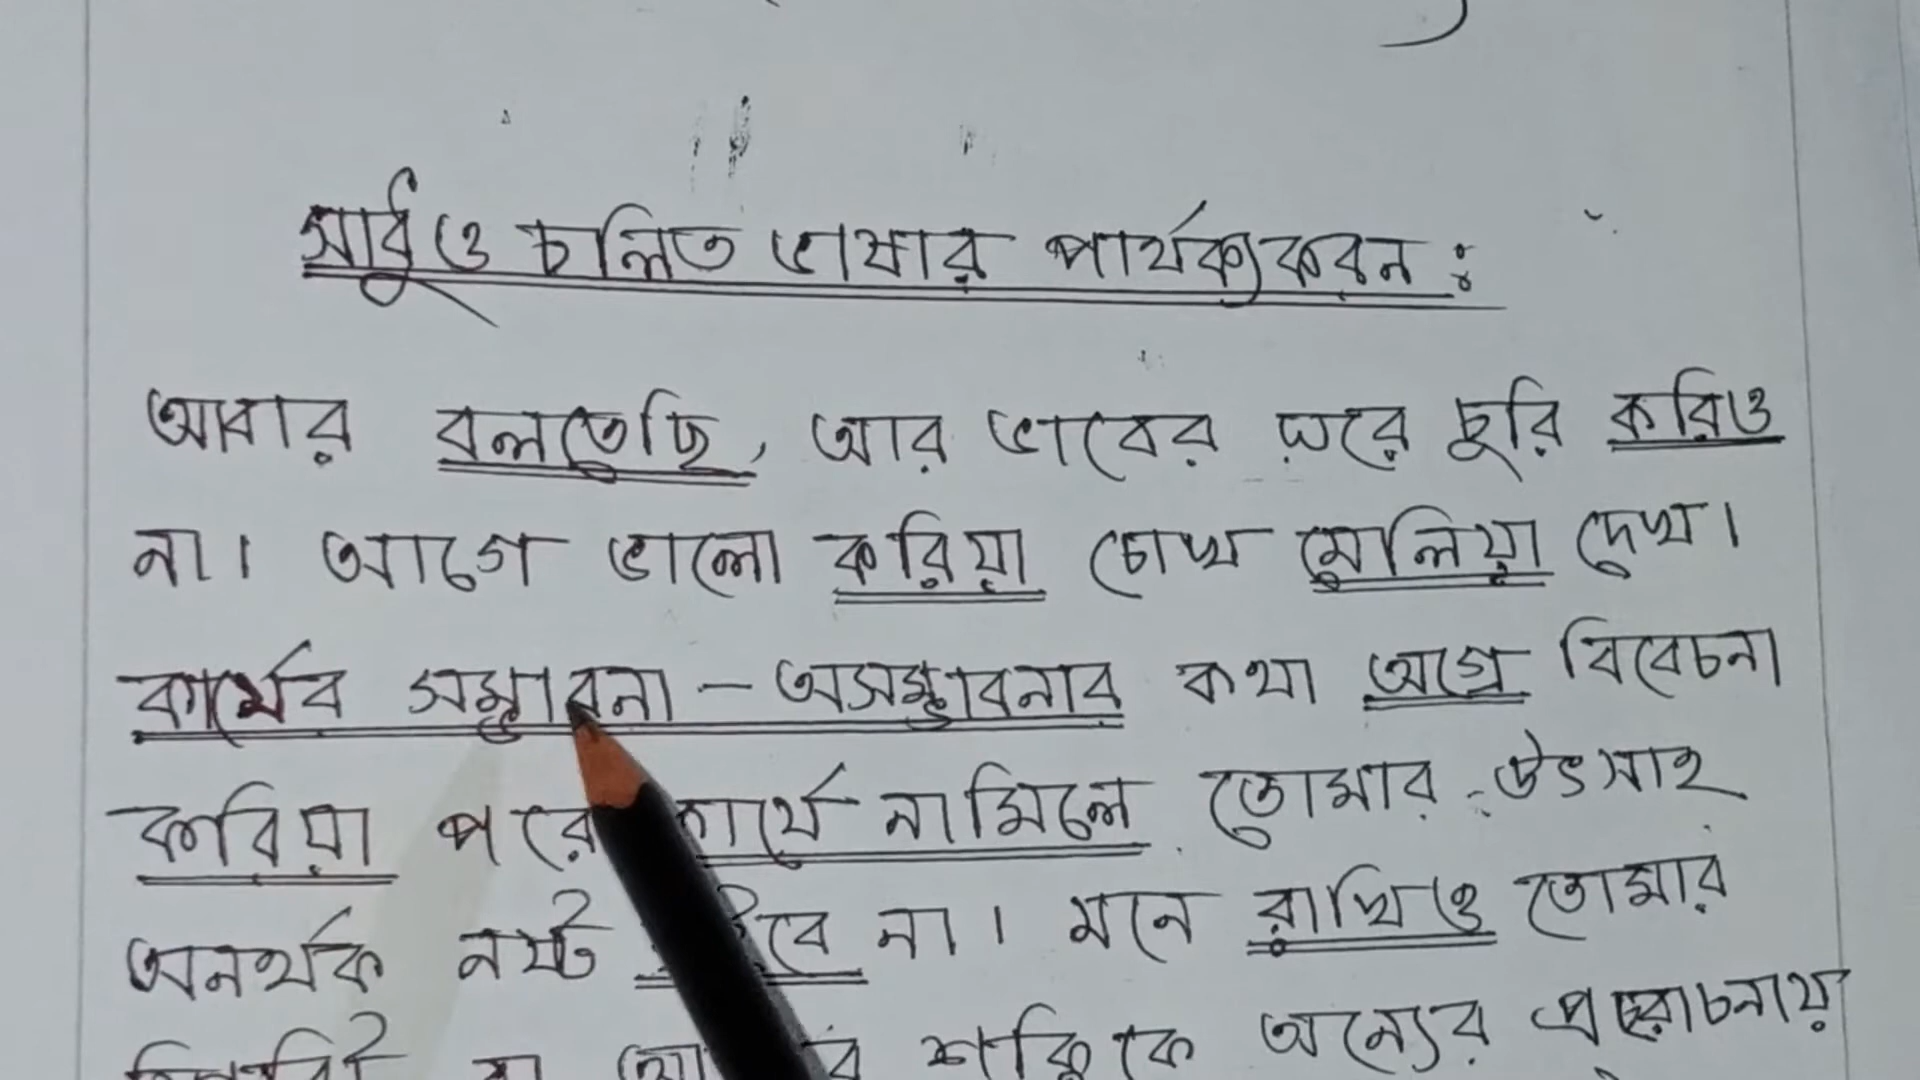 সাধু ও চলিত ভাষার পার্থক্যকরন :
আবার বলতেছি, আর ভাবের ঘরে চুরি করিও
না। আগে ভালো করিয়া চোখ মেলিয়া দেখ।
কার্যের সম্ভাবনা - অসম্ভাবনার কথা অগ্রে বিবেচনা
করিয়া পরে কার্যে নামিলে তোমার উৎসাহ
অনর্থক নষ্ট না। মনে রাখিও তোমার
শক্তিকে অন্যের প্ররোচনায়